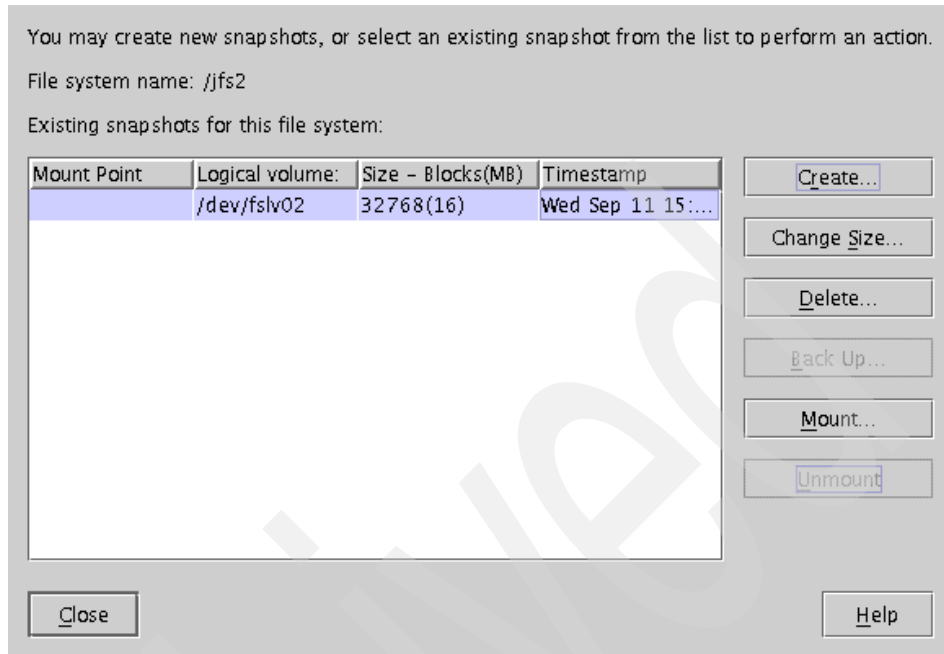 You may create new snapshots, or select an existing snapshot from the list to perform an action.
File system name: /jfs2
Existing snapshots for this file system:
Mount Point Logical volume: Size – Blocks(MB) Timestamp
/dev/fslv02 32768(16) Wed Sep 11 15:...
Create...
Change Size...
Delete...
Back Up...
Mount...
Unmount
Close Help